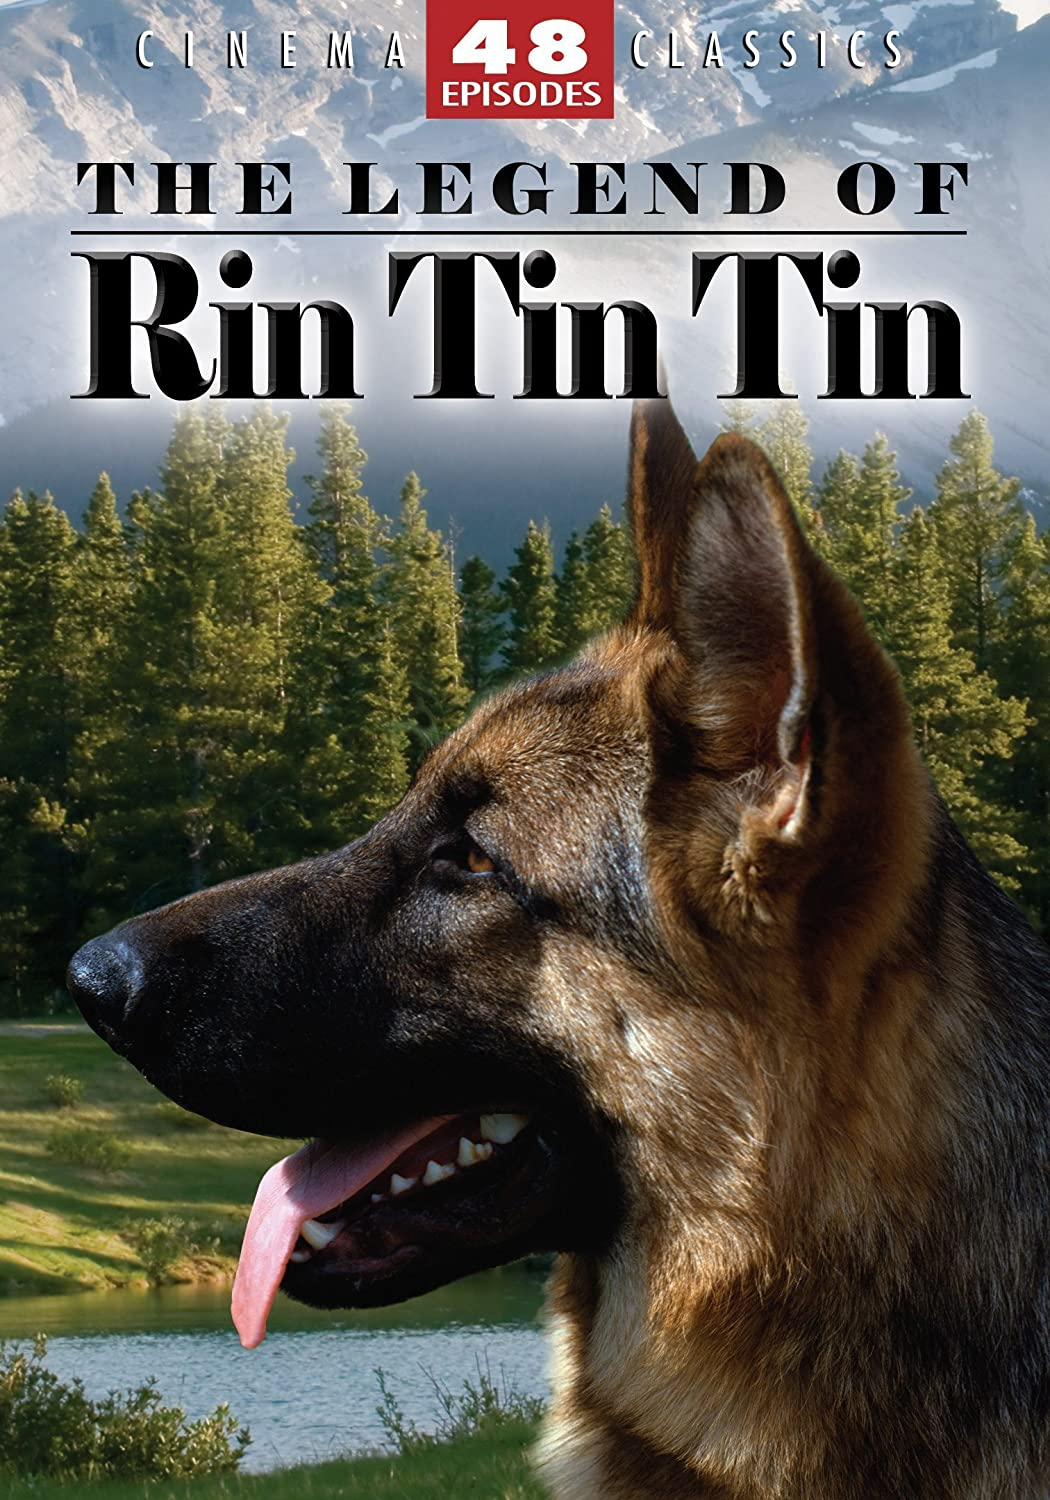 CINEMA 48 CLASSICS
EPISODES
THE LEGEND OF
Rin Tin Tin